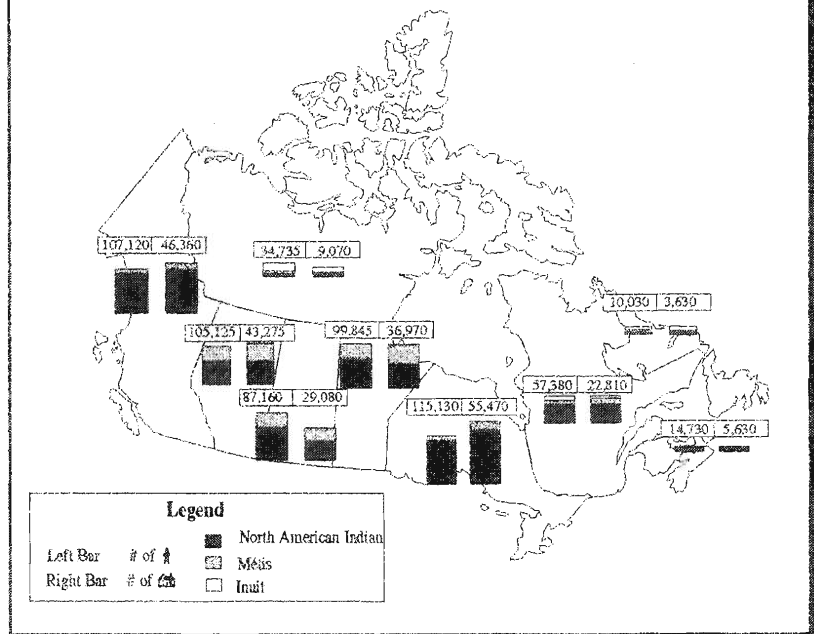 107,120 46,360
34,735 9,070
10,030 3,630
105,125 43,275
99,845 36,970
87,160 29,080
57,380 22,810
115,130 55,475
14,730 5,630
Legend
North American Indian
Left Bar # of
Métis
Right Bar # of
Inuit